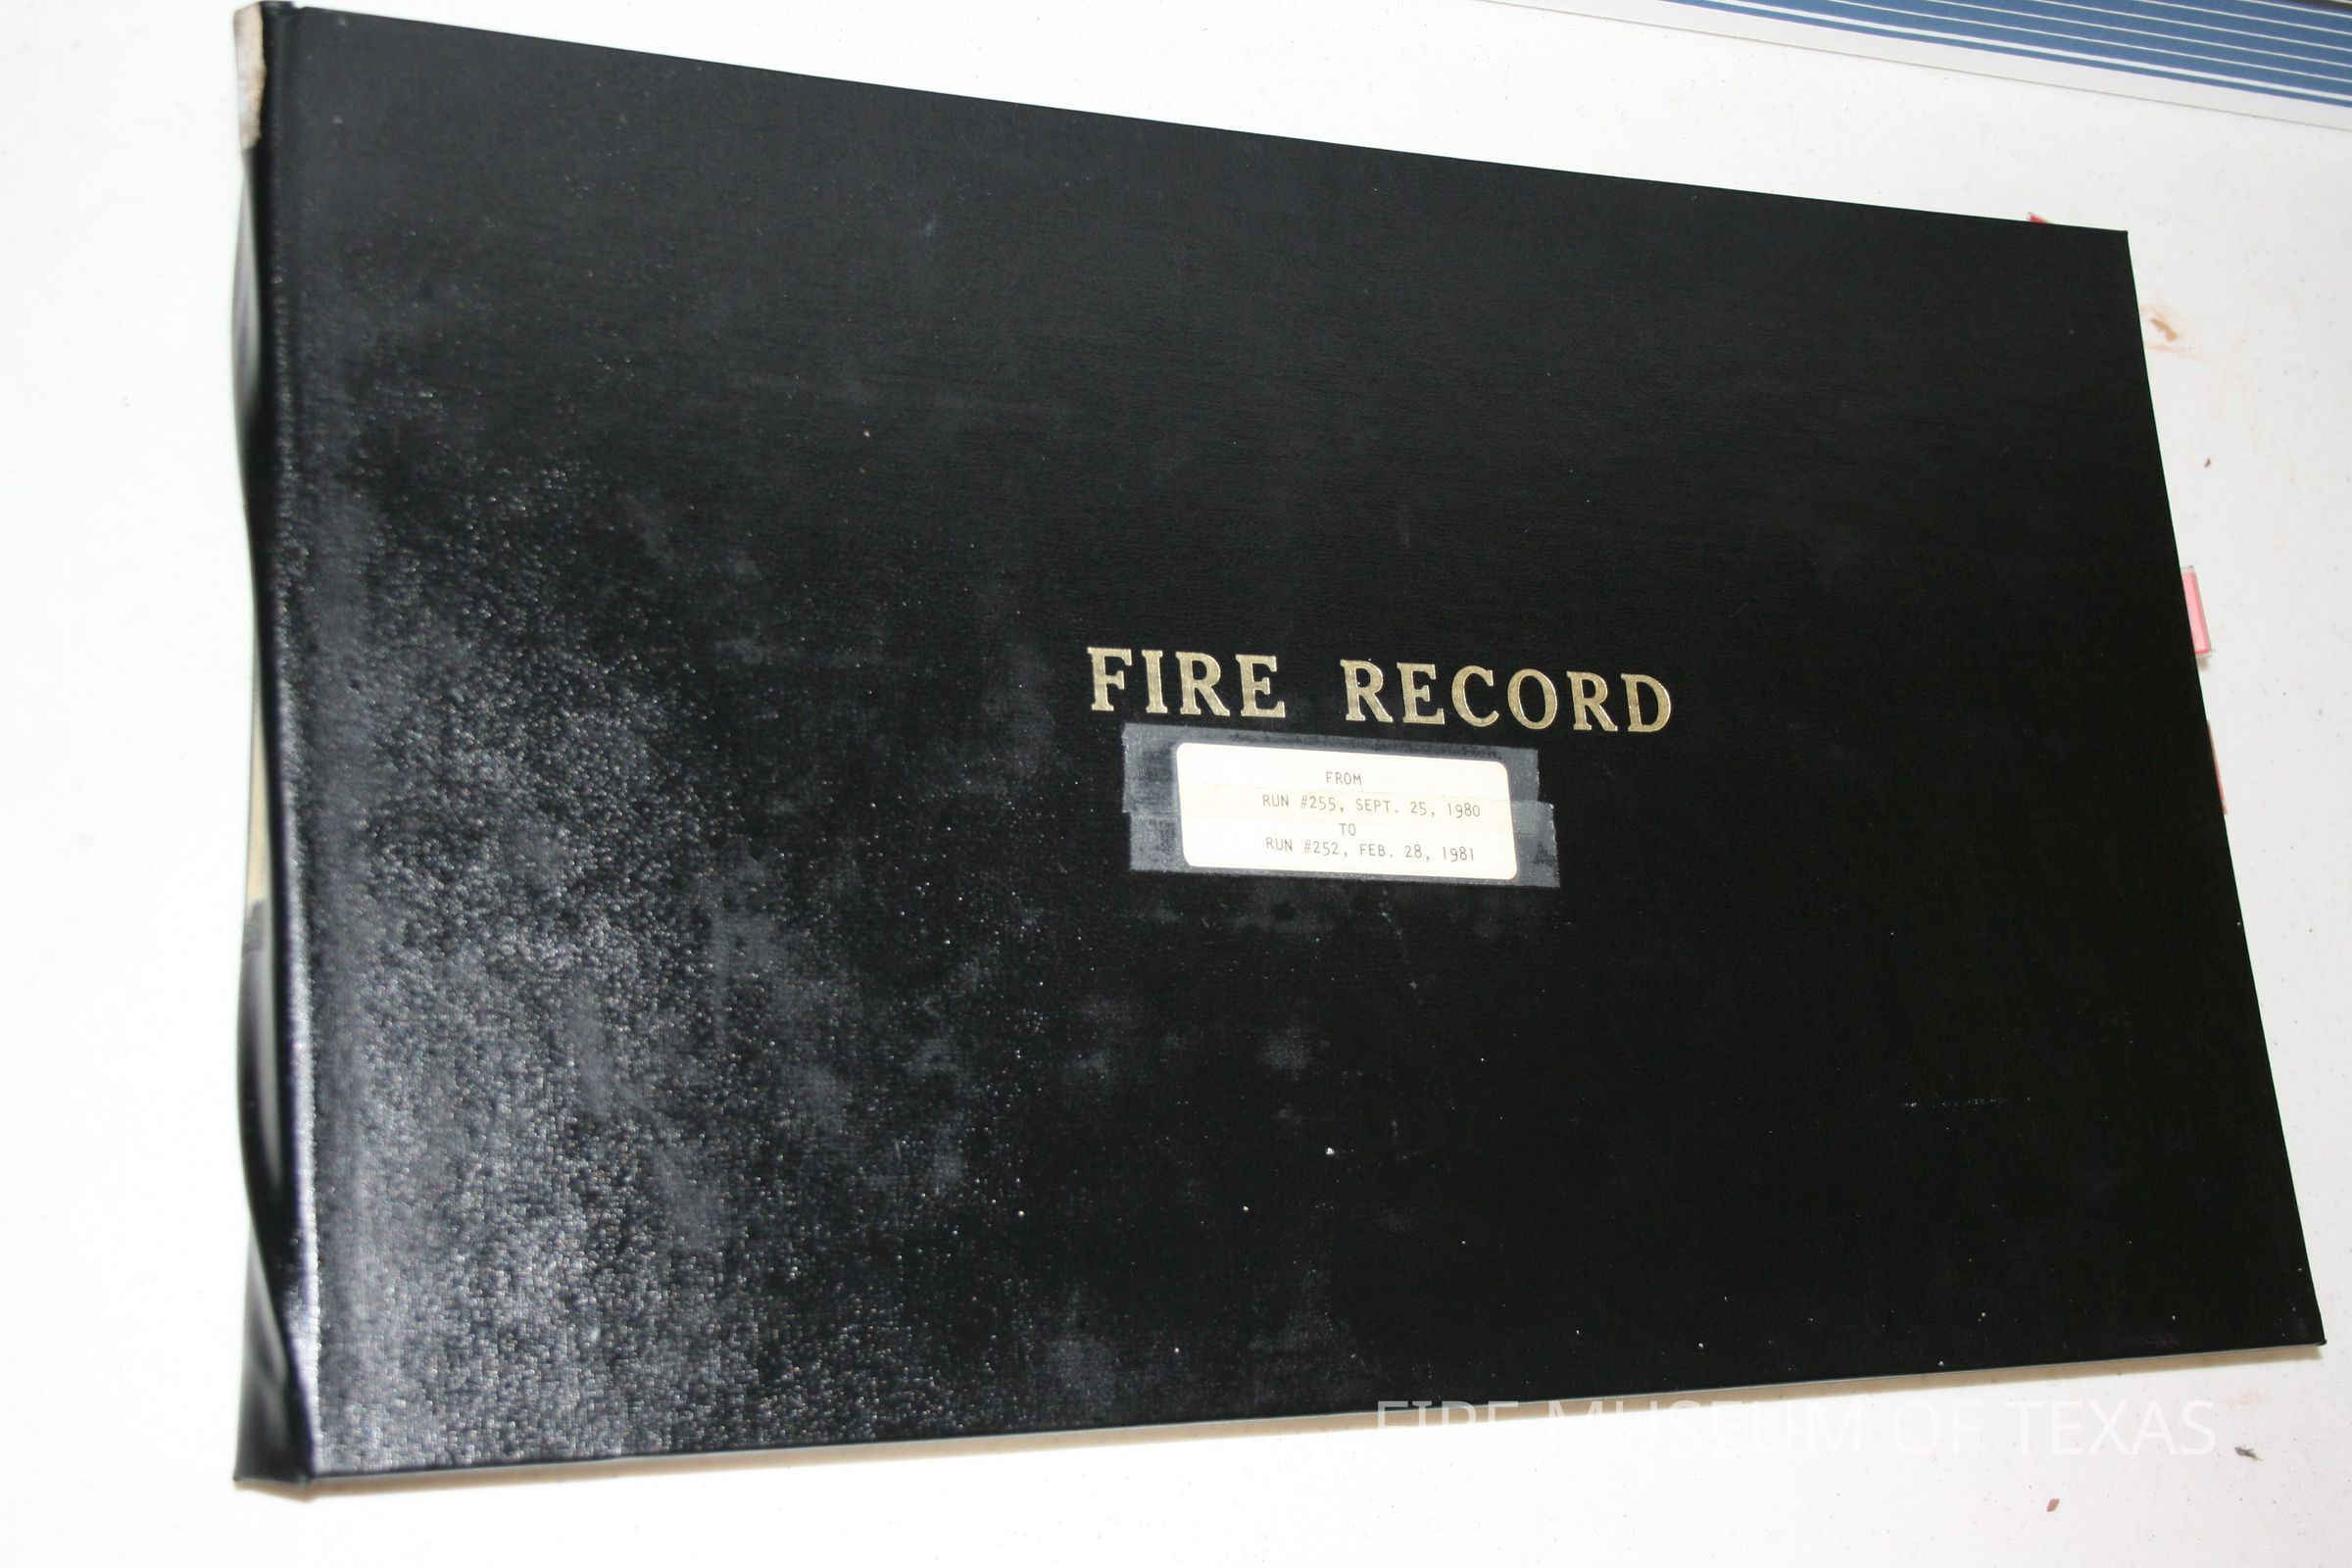 FIRE RECORD
FROM
RUN #255, SEPT. 25, 1980
TO
RUN #252, FEB. 28, 1981
FIRE MUSEUM OF TEXAS